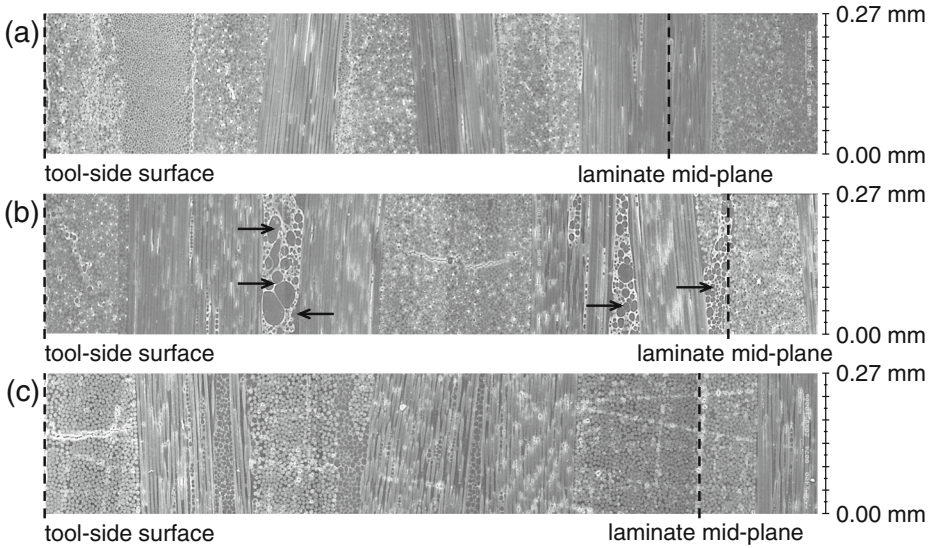 (a)
0.27 mm
0.00 mm
tool-side surface
laminate mid-plane
(b)
0.27 mm
0.00 mm
tool-side surface
laminate mid-plane
(c)
0.27 mm
0.00 mm
tool-side surface
laminate mid-plane